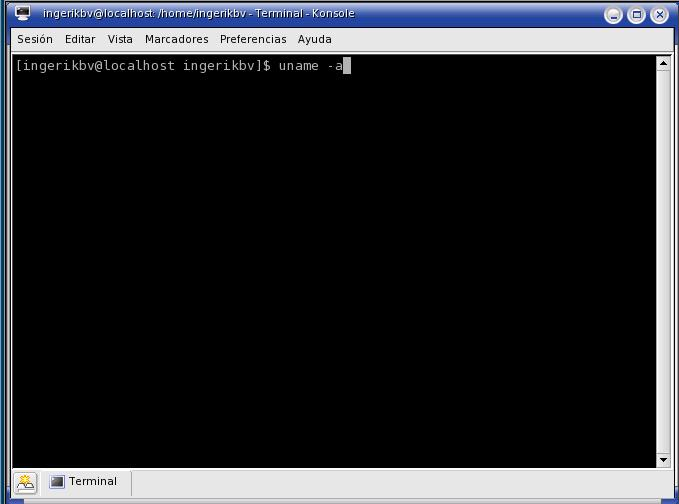 ingerikbv@localhost: /home/ingerikbv - Terminal - Konsole
Sesión Editar Vista Marcadores Preferencias Ayuda
[ingerikbv@localhost ingerikbv]$ uname -a
Terminal